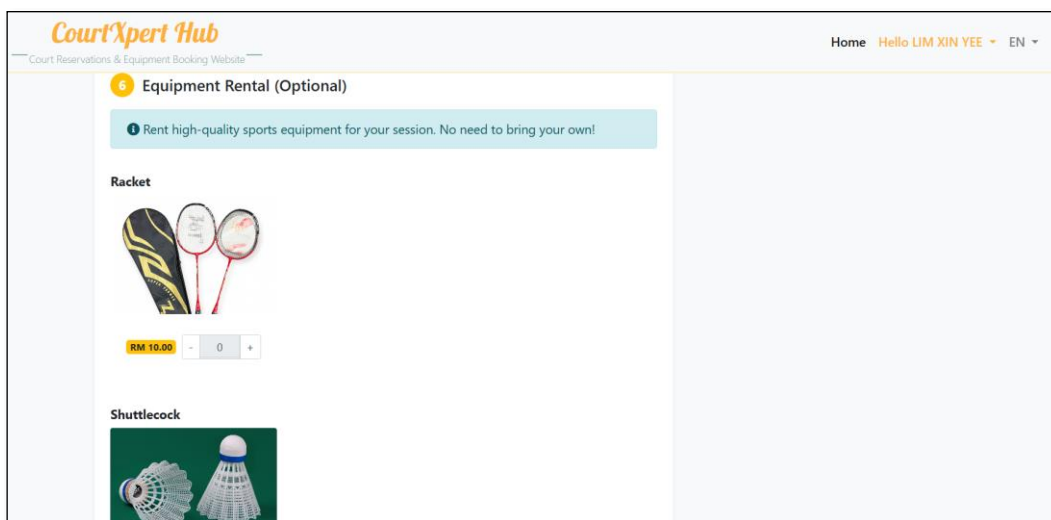 CourtXpert Hub
Court Reservations & Equipment Booking Website
Home Hello LIM XIN YEE EN
6 Equipment Rental (Optional)
Rent high-quality sports equipment for your session. No need to bring your own!
Racket
RM 10.00 - 0 +
Shuttlecock